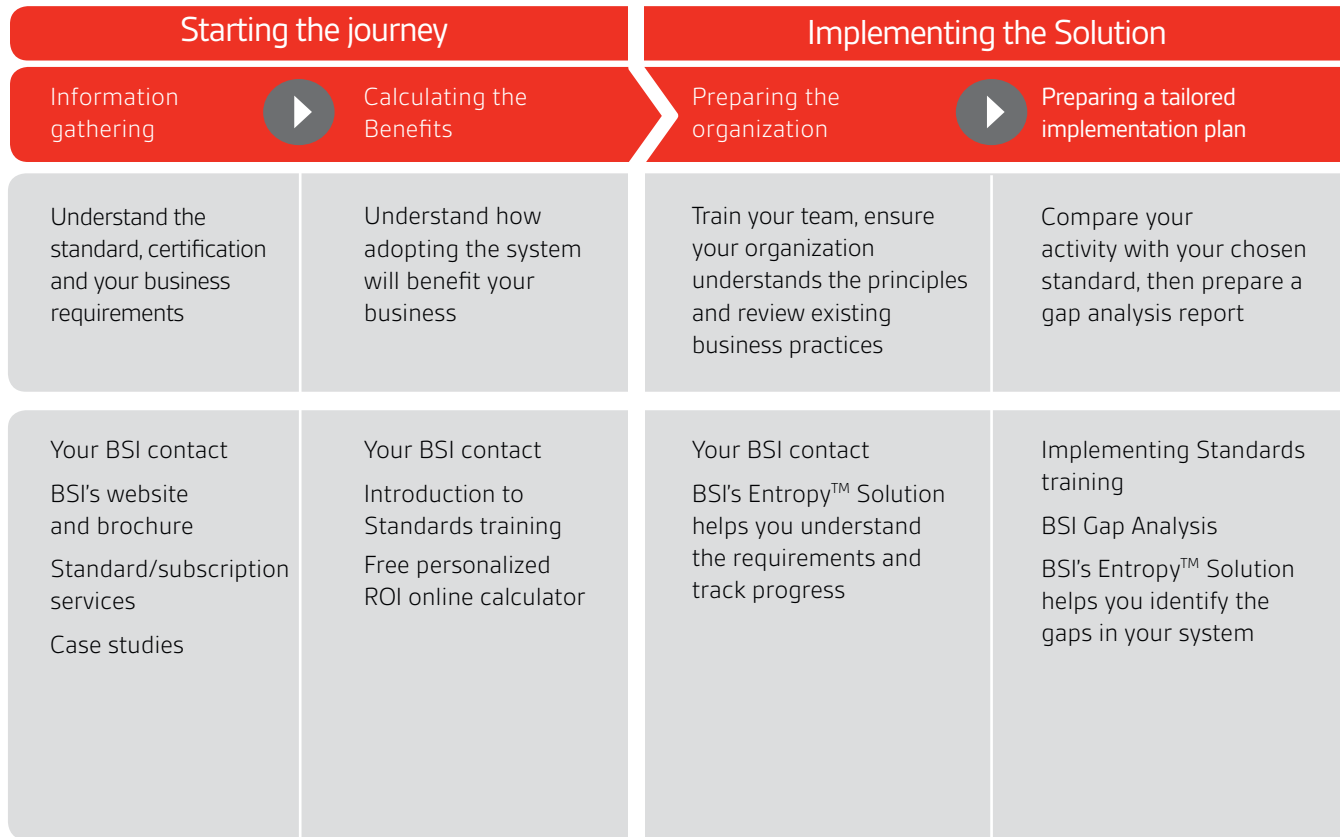 Starting the journey
Implementing the Solution
Information
gathering
Calculating the
Benefits
Preparing the
organization
Preparing a tailored
implementation plan
Understand the
standard, certification
and your business
requirements
Understand how
adopting the system
will benefit your
business
Train your team, ensure
your organization
understands the principles
and review existing
business practices
Compare your
activity with your chosen
standard, then prepare a
gap analysis report
Your BSI contact
BSI's website
and brochure
Standard/subscription
services
Case studies
Your BSI contact
Introduction to
Standards training
Free personalized
ROI online calculator
Your BSI contact
BSI's Entropy™ Solution
helps you understand
the requirements and
track progress
Implementing Standards
training
BSI Gap Analysis
BSI's Entropy™ Solution
helps you identify the
gaps in your system